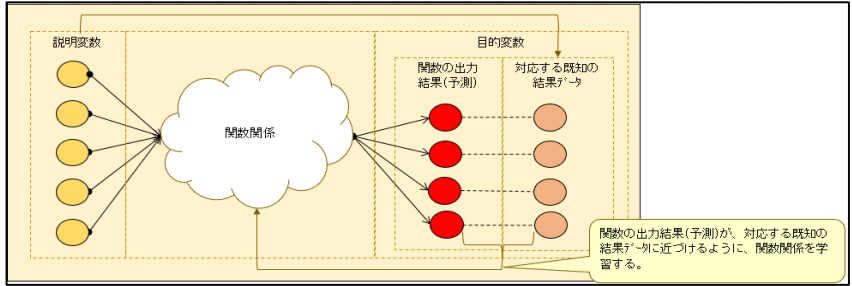 説明変数
目的変数
関数の出力
結果(予測)
対応する既知の
結果データ
関数関係
関数の出力結果(予測)が、対応する既知の
結果データに近づけるように、関数関係を学
習する。